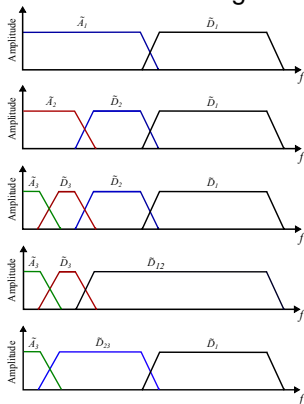 Ã₁ D̃₁
Amplitude
f
Ã₂ D̃₂ D̃₁
Amplitude
f
Ã₃ D̃₃ D̃₂ D̃₁
Amplitude
f
Ã₃ D̃₃ D̃₁₂
Amplitude
f
Ã₃ D̃₂₃ D̃₁
Amplitude
f